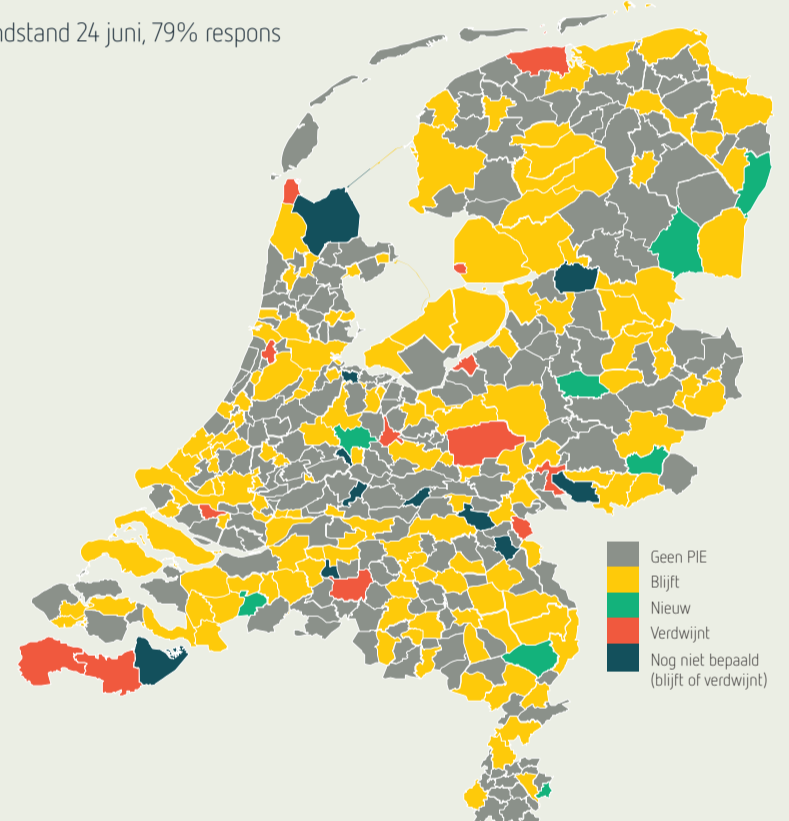 ndstand 24 juni, 79% respons
Geen PIE
Blijft
Nieuw
Verdwijnt
Nog niet bepaald
(blijft of verdwijnt)